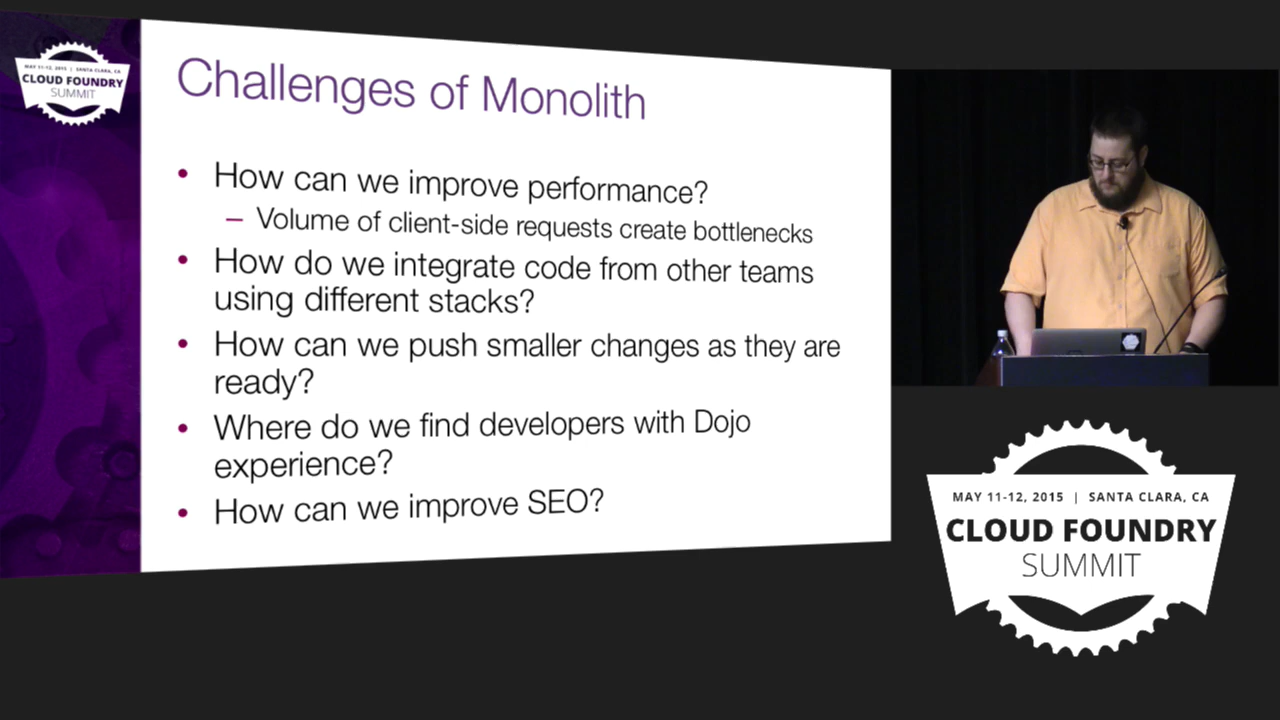 MAY 11-12, 2015 | SANTA CLARA, CA
CLOUD FOUNDRY
SUMMIT
Challenges of Monolith
• How can we improve performance?
– Volume of client-side requests create bottlenecks
• How do we integrate code from other teams
using different stacks?
• How can we push smaller changes as they are
ready?
• Where do we find developers with Dojo
experience?
• How can we improve SEO?
MAY 11-12, 2015 | SANTA CLARA, CA
CLOUD FOUNDRY
SUMMIT